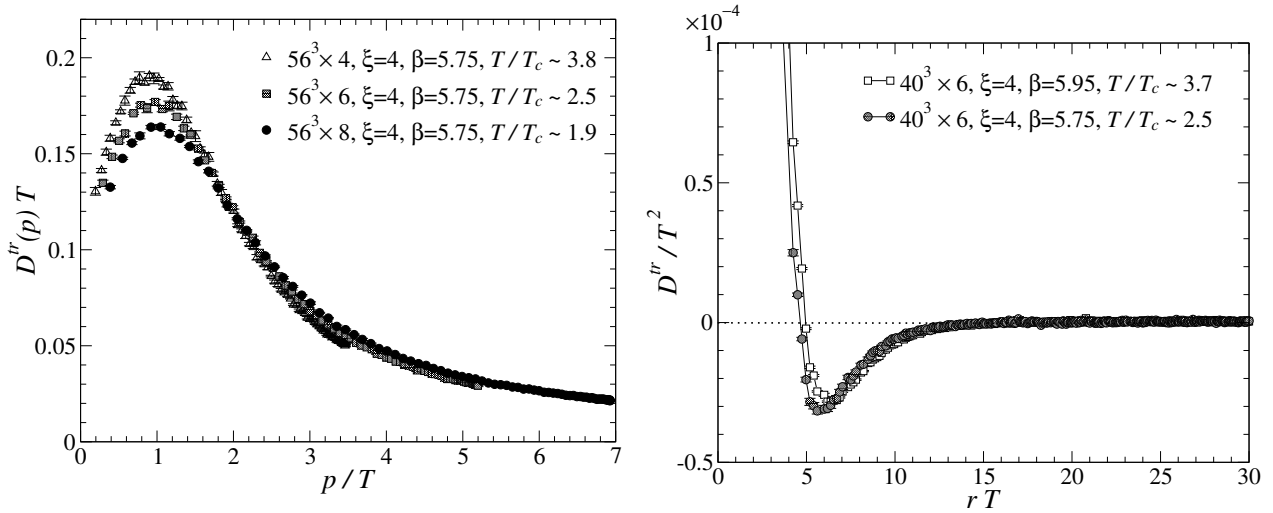 0.2
0.15
0.1
0.05
0
D^{tr}(p) T
56^3 × 4, ξ=4, β=5.75, T/T_c ~ 3.8
56^3 × 6, ξ=4, β=5.75, T/T_c ~ 2.5
56^3 × 8, ξ=4, β=5.75, T/T_c ~ 1.9
0 1 2 3 4 5 6 7
p / T
×10^{-4}
1
0.5
0
-0.5
D^{tr} / T^2
40^3 × 6, ξ=4, β=5.95, T/T_c ~ 3.7
40^3 × 6, ξ=4, β=5.75, T/T_c ~ 2.5
0 5 10 15 20 25 30
r T